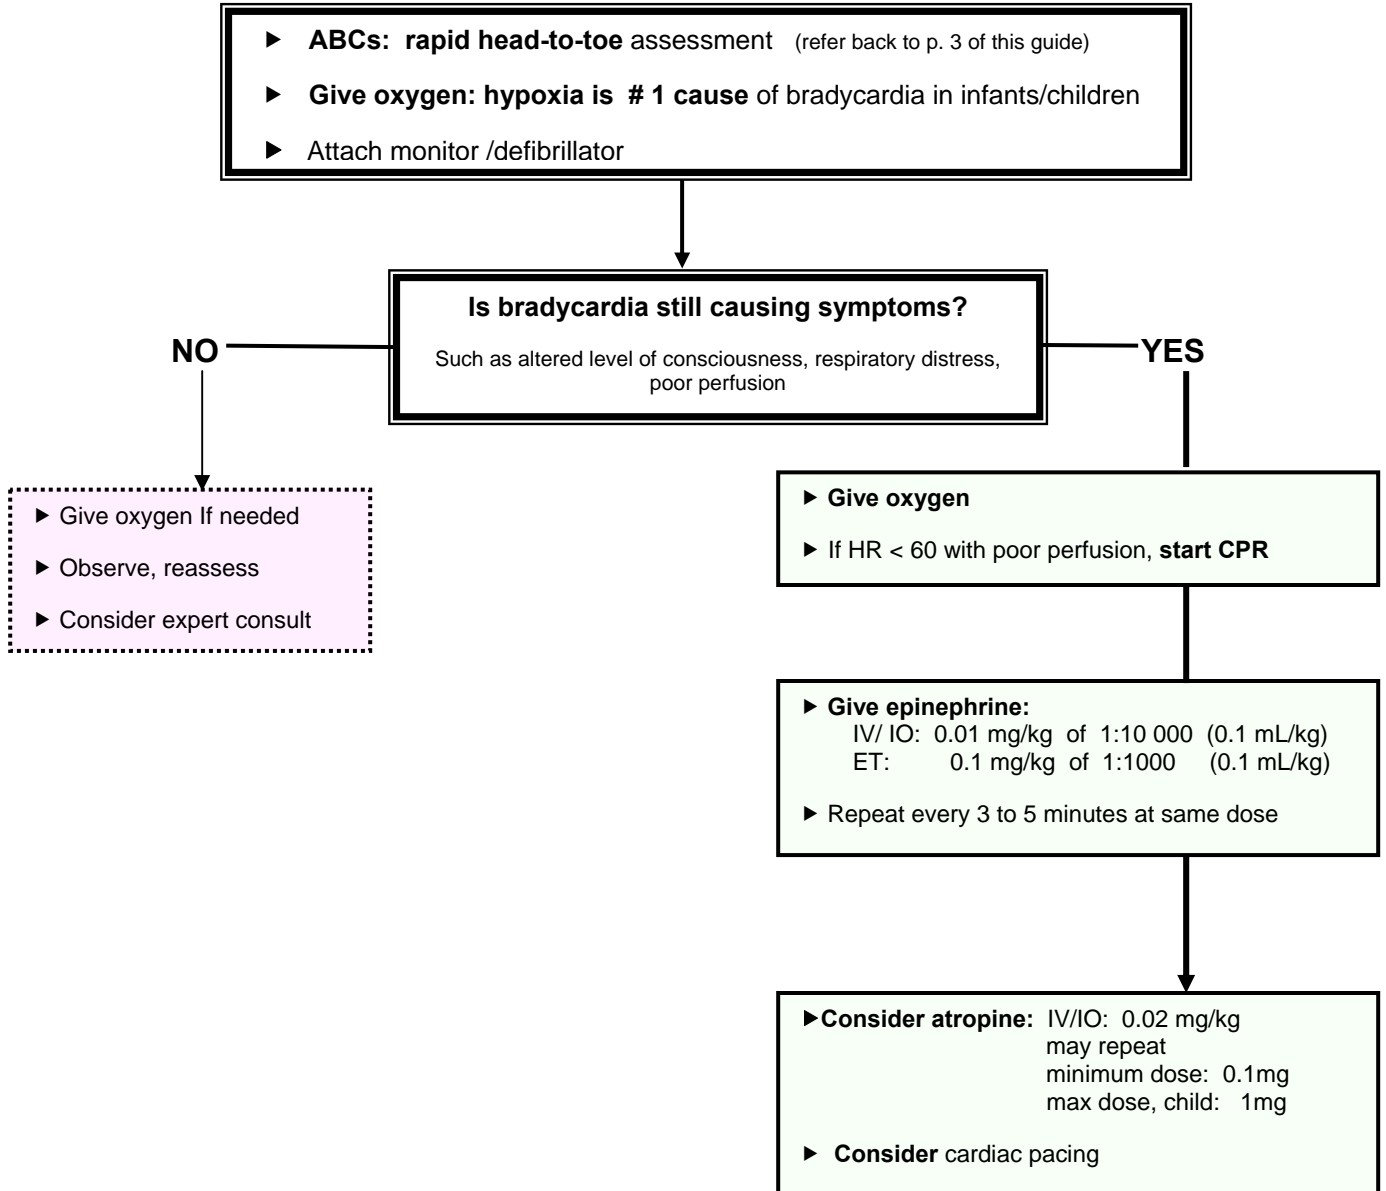 ▶ ABCs: rapid head-to-toe assessment (refer back to p. 3 of this guide)
▶ Give oxygen: hypoxia is # 1 cause of bradycardia in infants/children
▶ Attach monitor /defibrillator
Is bradycardia still causing symptoms?
Such as altered level of consciousness, respiratory distress,
poor perfusion
NO
YES
▶ Give oxygen If needed
▶ Observe, reassess
▶ Consider expert consult
▶ Give oxygen
▶ If HR < 60 with poor perfusion, start CPR
▶ Give epinephrine:
IV/ IO: 0.01 mg/kg of 1:10 000 (0.1 mL/kg)
ET: 0.1 mg/kg of 1:1000 (0.1 mL/kg)
▶ Repeat every 3 to 5 minutes at same dose
▶Consider atropine: IV/IO: 0.02 mg/kg
may repeat
minimum dose: 0.1mg
max dose, child: 1mg
▶ Consider cardiac pacing